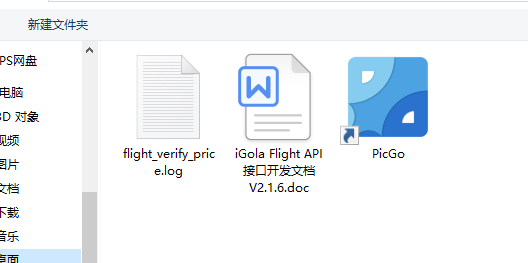 新建文件夹
PS网盘
电脑
3D 对象
视频
图片
文档
下载
音乐
桌面
flight_verify_pric
e.log
iGola Flight API
接口开发文档
V2.1.6.doc
PicGo